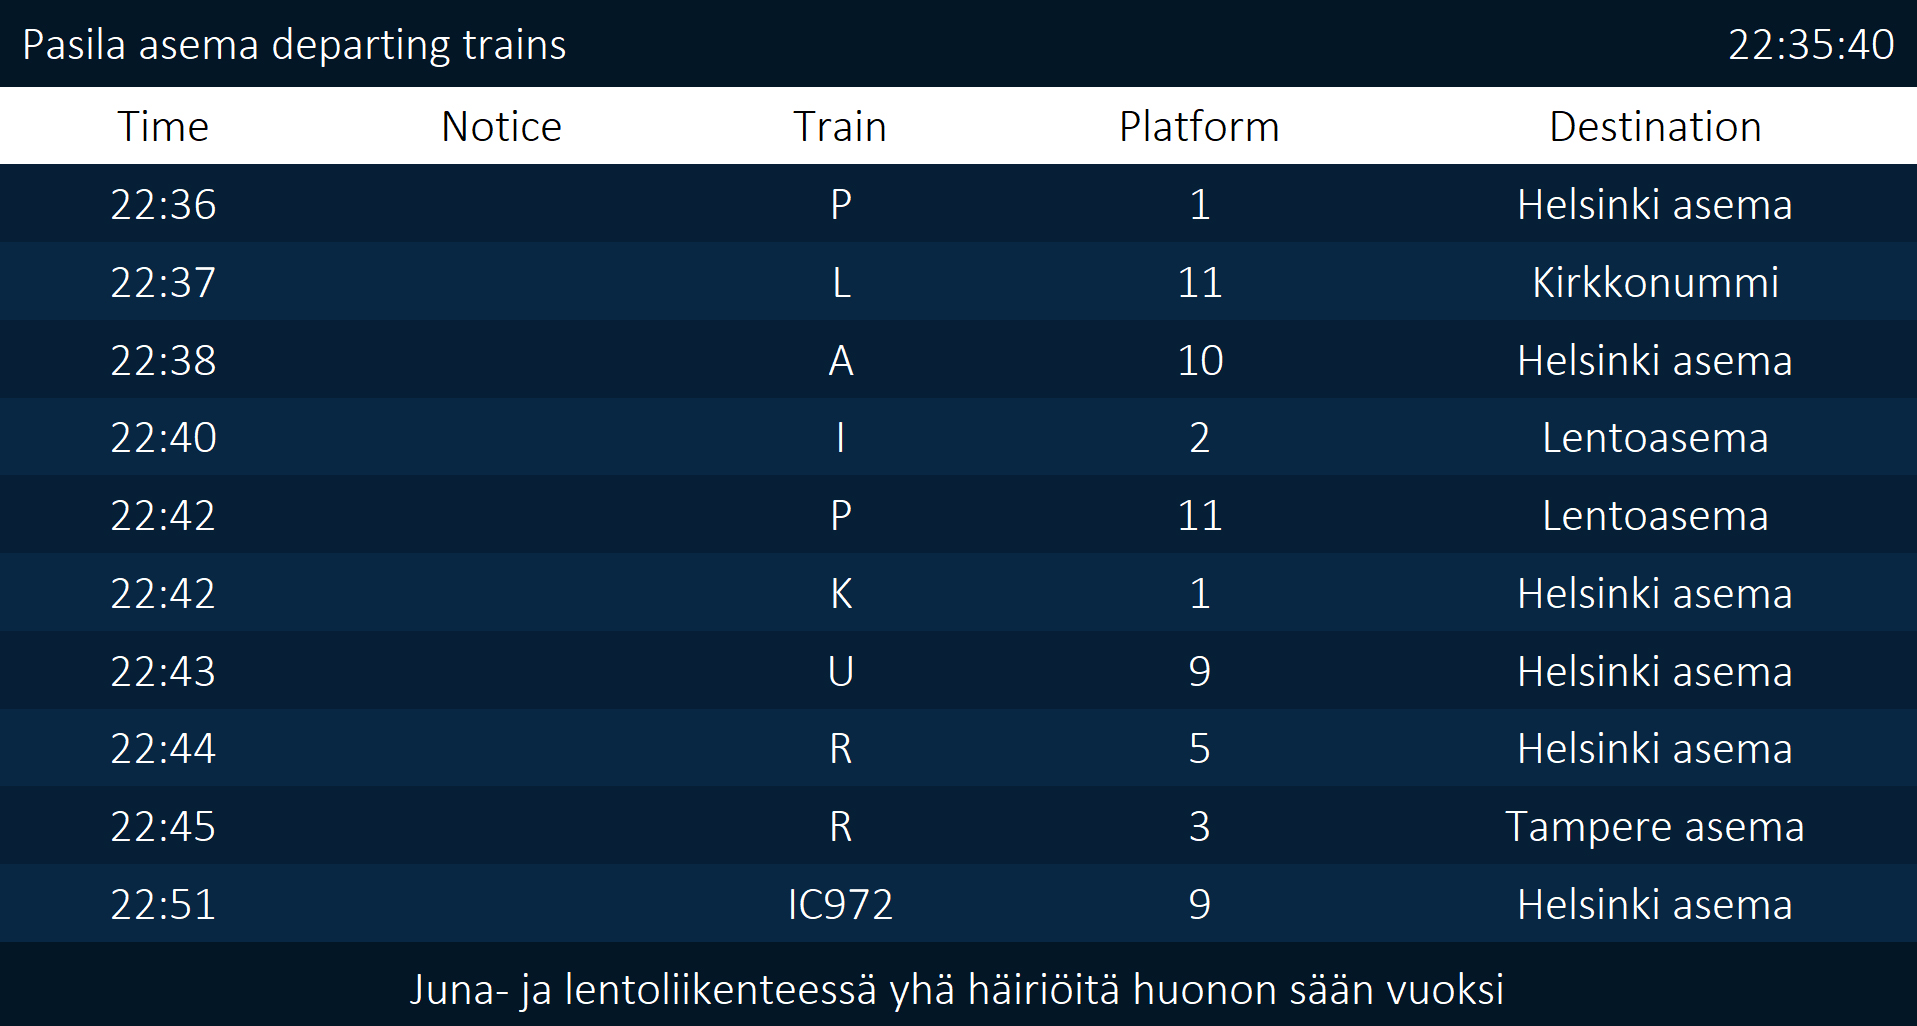 Pasila asema departing trains 22:35:40
Time Notice Train Platform Destination
22:36 P 1 Helsinki asema
22:37 L 11 Kirkkonummi
22:38 A 10 Helsinki asema
22:40 I 2 Lentoasema
22:42 P 11 Lentoasema
22:42 K 1 Helsinki asema
22:43 U 9 Helsinki asema
22:44 R 5 Helsinki asema
22:45 R 3 Tampere asema
22:51 IC972 9 Helsinki asema
Juna- ja lentoliikenteessä yhä häiriöitä huonon sään vuoksi